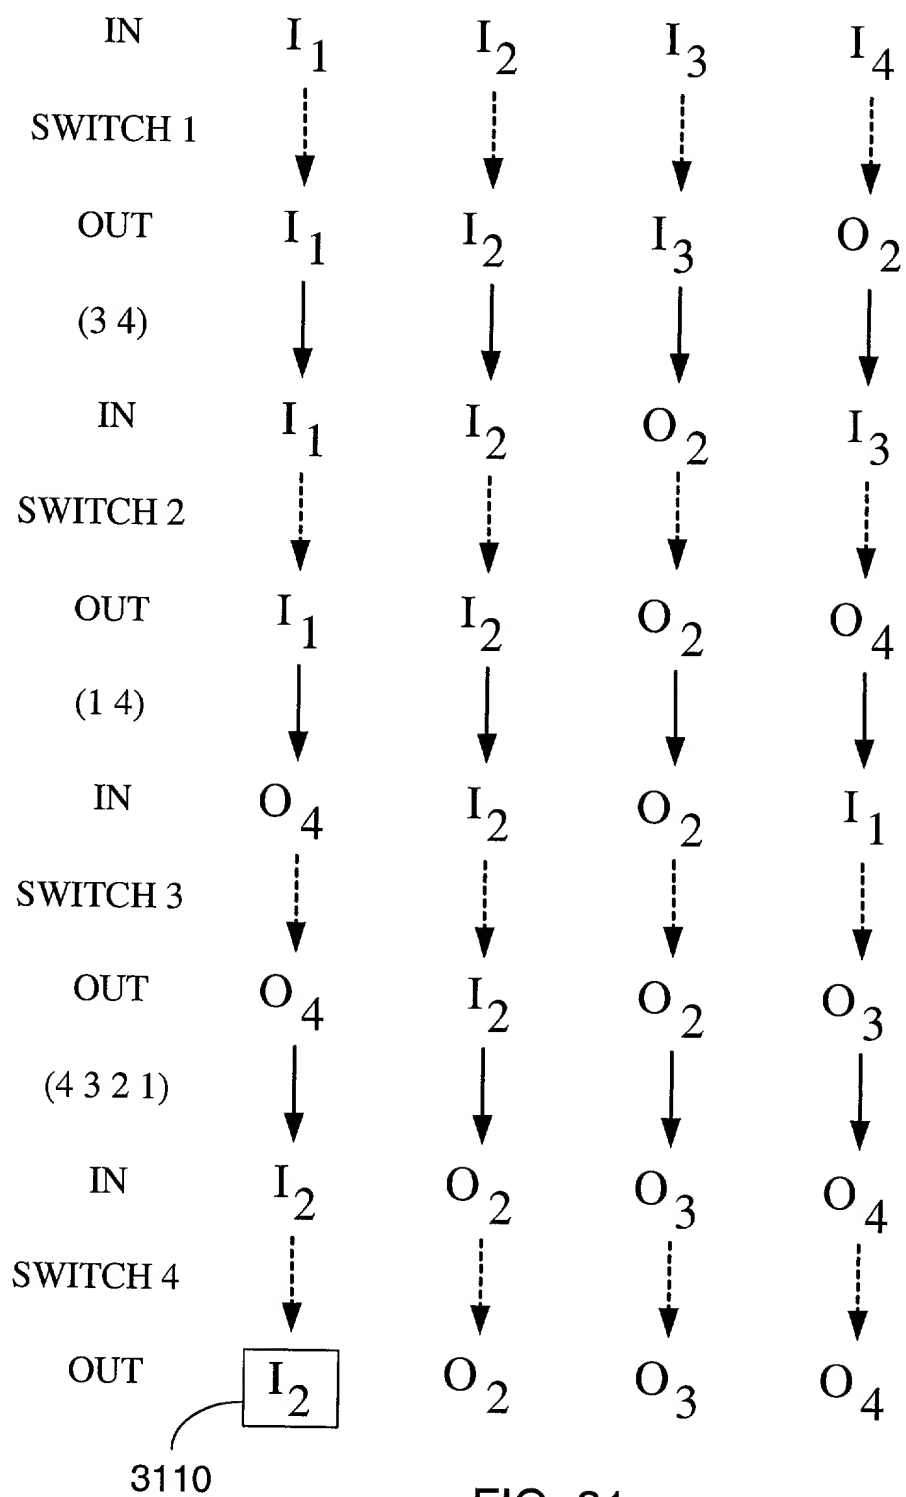 IN I1 I2 I3 I4
SWITCH 1
OUT I1 I2 I3 O2
(3 4)
IN I1 I2 O2 I3
SWITCH 2
OUT I1 I2 O2 O4
(1 4)
IN O4 I2 O2 I1
SWITCH 3
OUT O4 I2 O2 O3
(4 3 2 1)
IN I2 O2 O3 O4
SWITCH 4
OUT I2 O2 O3 O4
3110